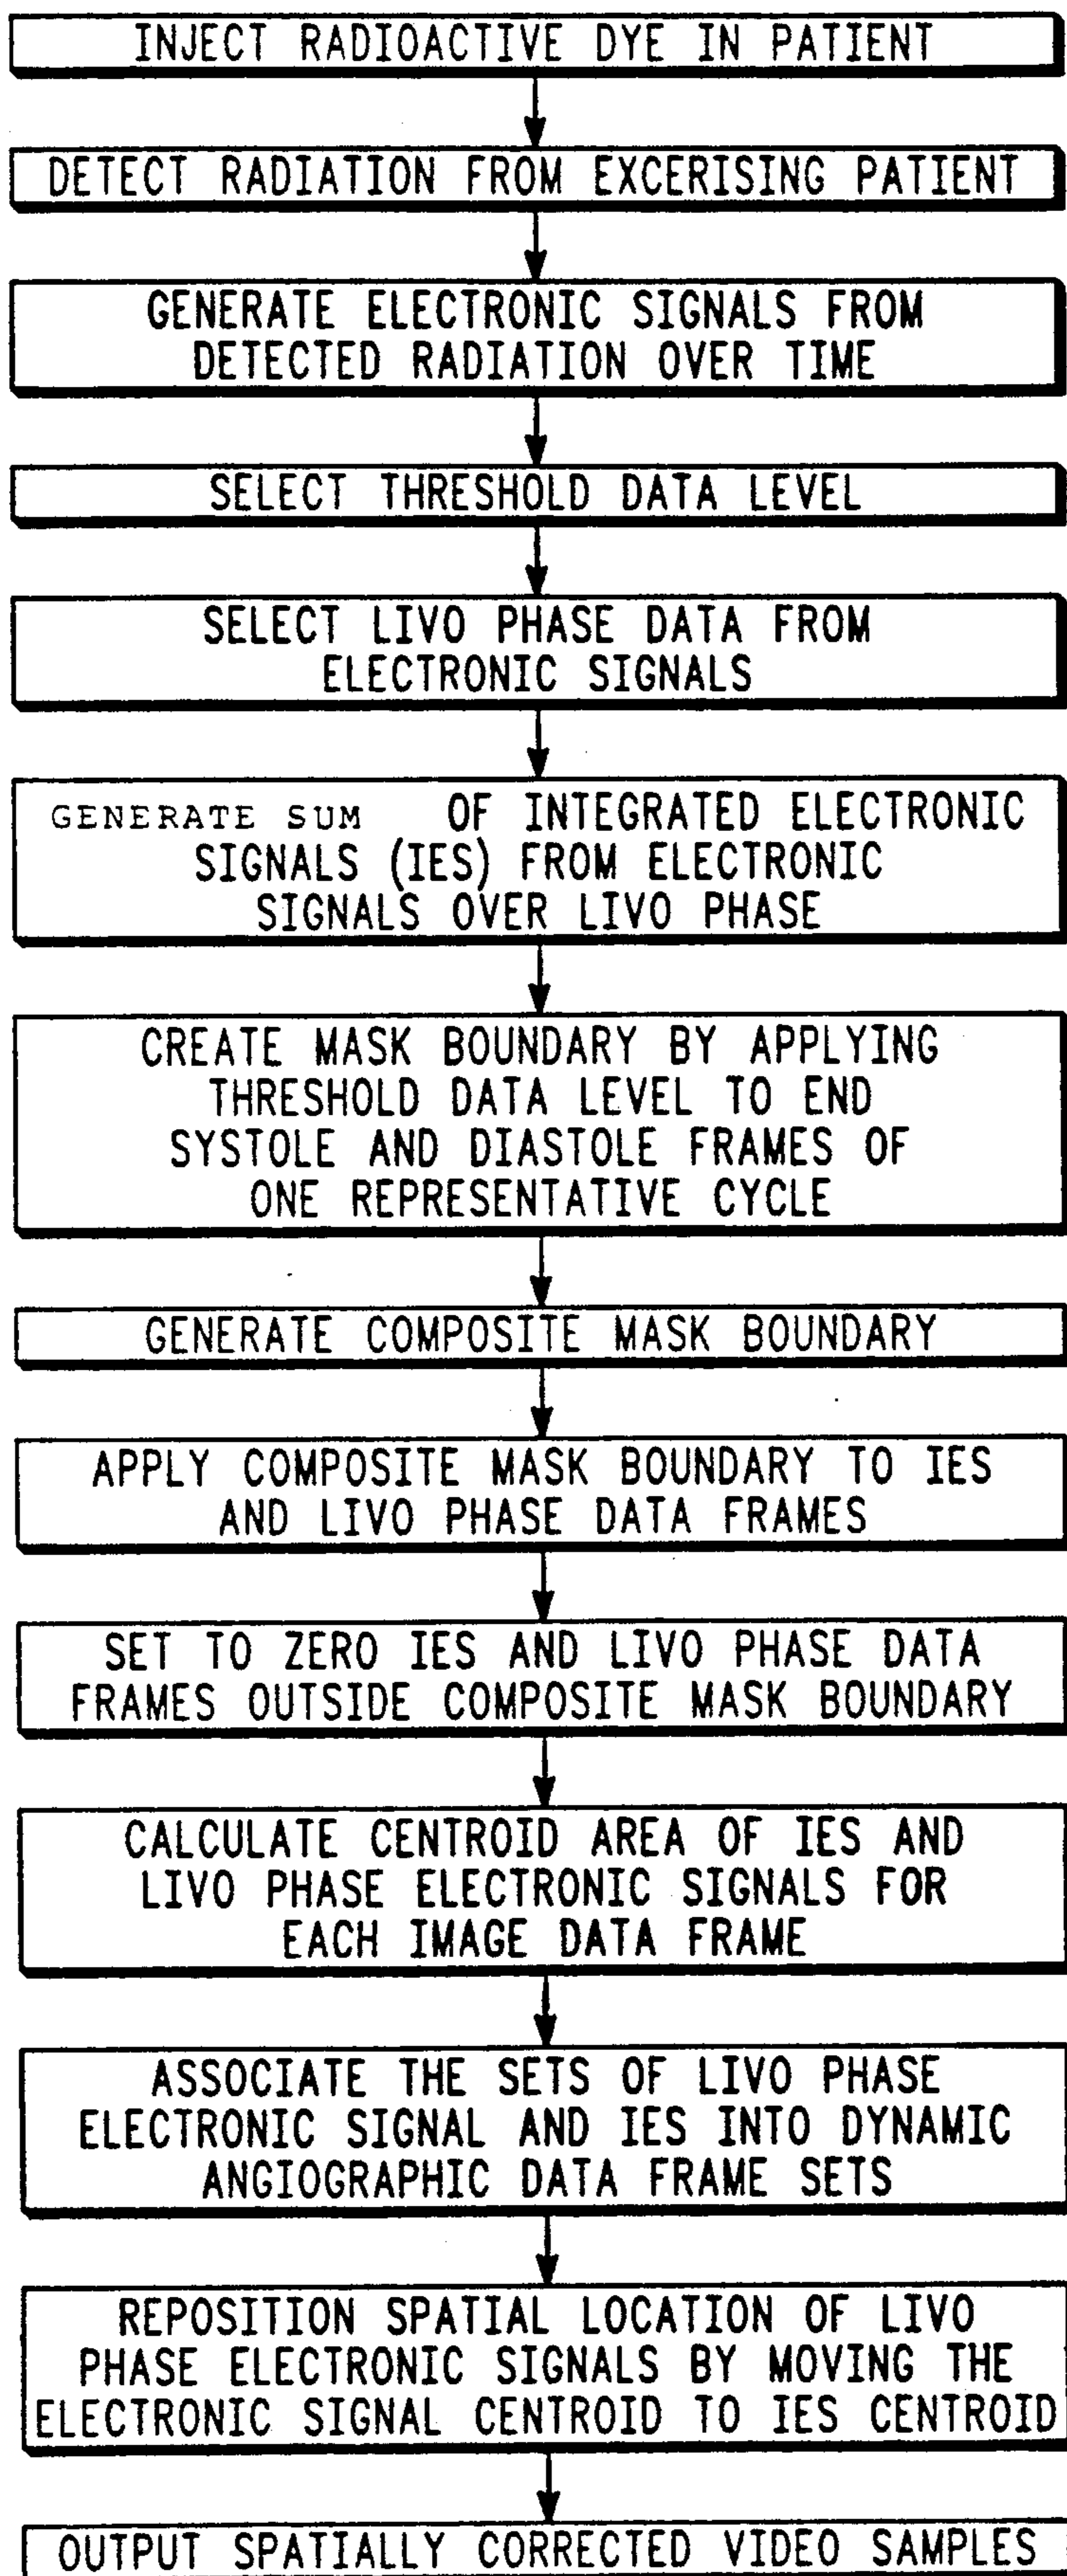 INJECT RADIOACTIVE DYE IN PATIENT
DETECT RADIATION FROM EXCERISING PATIENT
GENERATE ELECTRONIC SIGNALS FROM
DETECTED RADIATION OVER TIME
SELECT THRESHOLD DATA LEVEL
SELECT LIVO PHASE DATA FROM
ELECTRONIC SIGNALS
GENERATE SUM OF INTEGRATED ELECTRONIC
SIGNALS (IES) FROM ELECTRONIC
SIGNALS OVER LIVO PHASE
CREATE MASK BOUNDARY BY APPLYING
THRESHOLD DATA LEVEL TO END
SYSTOLE AND DIASTOLE FRAMES OF
ONE REPRESENTATIVE CYCLE
GENERATE COMPOSITE MASK BOUNDARY
APPLY COMPOSITE MASK BOUNDARY TO IES
AND LIVO PHASE DATA FRAMES
SET TO ZERO IES AND LIVO PHASE DATA
FRAMES OUTSIDE COMPOSITE MASK BOUNDARY
CALCULATE CENTROID AREA OF IES AND
LIVO PHASE ELECTRONIC SIGNALS FOR
EACH IMAGE DATA FRAME
ASSOCIATE THE SETS OF LIVO PHASE
ELECTRONIC SIGNAL AND IES INTO DYNAMIC
ANGIOGRAPHIC DATA FRAME SETS
REPOSITION SPATIAL LOCATION OF LIVO
PHASE ELECTRONIC SIGNALS BY MOVING THE
ELECTRONIC SIGNAL CENTROID TO IES CENTROID
OUTPUT SPATIALLY CORRECTED VIDEO SAMPLES